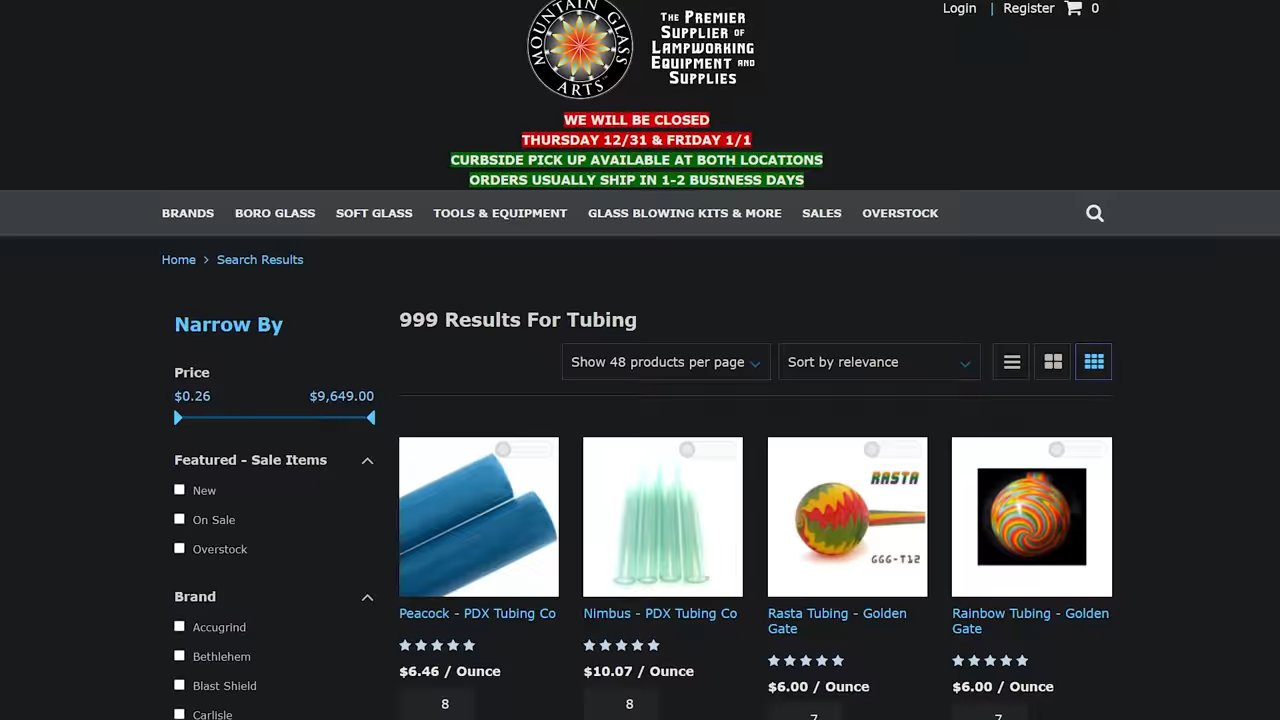 Login | Register 0
MOUNTAIN GLASS
ARTS
THE PREMIER
SUPPLIER OF
LAMPWORKING
EQUIPMENT AND
SUPPLIES
WE WILL BE CLOSED
THURSDAY 12/31 & FRIDAY 1/1
CURBSIDE PICK UP AVAILABLE AT BOTH LOCATIONS
ORDERS USUALLY SHIP IN 1-2 BUSINESS DAYS
BRANDS BORO GLASS SOFT GLASS TOOLS & EQUIPMENT GLASS BLOWING KITS & MORE SALES OVERSTOCK
Home > Search Results
Narrow By
Price
$0.26 $9,649.00
Featured - Sale Items
New
On Sale
Overstock
Brand
Accugrind
Bethlehem
Blast Shield
Carlisle
999 Results For Tubing
Show 48 products per page Sort by relevance
RASTA
GGG-T12
Peacock - PDX Tubing Co
$6.46 / Ounce
8
Nimbus - PDX Tubing Co
$10.07 / Ounce
8
Rasta Tubing - Golden
Gate
$6.00 / Ounce
7
Rainbow Tubing - Golden
Gate
$6.00 / Ounce
7